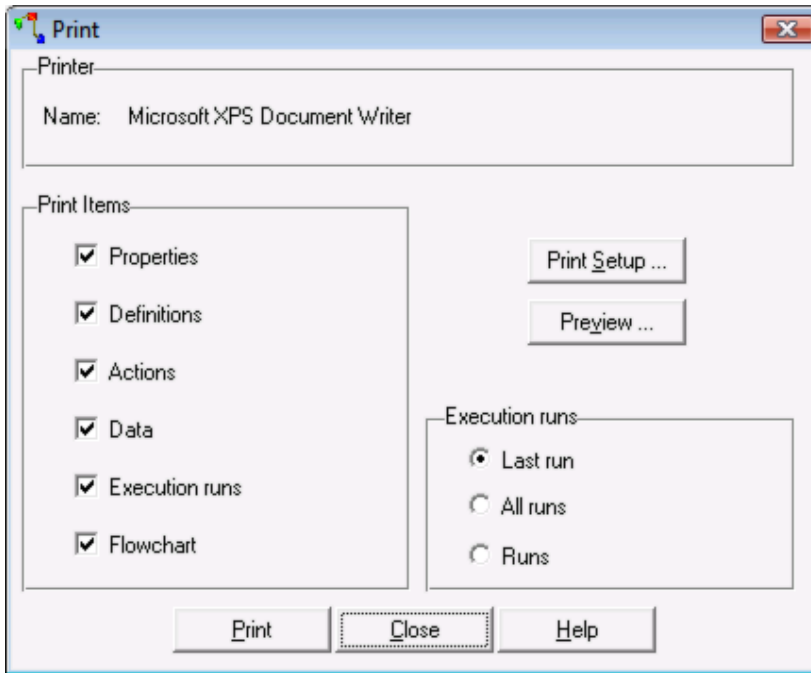 Print
Printer
Name: Microsoft XPS Document Writer
Print Items
Properties
Definitions
Actions
Data
Execution runs
Flowchart
Print Setup ...
Preview ...
Execution runs
Last run
All runs
Runs
Print Close Help